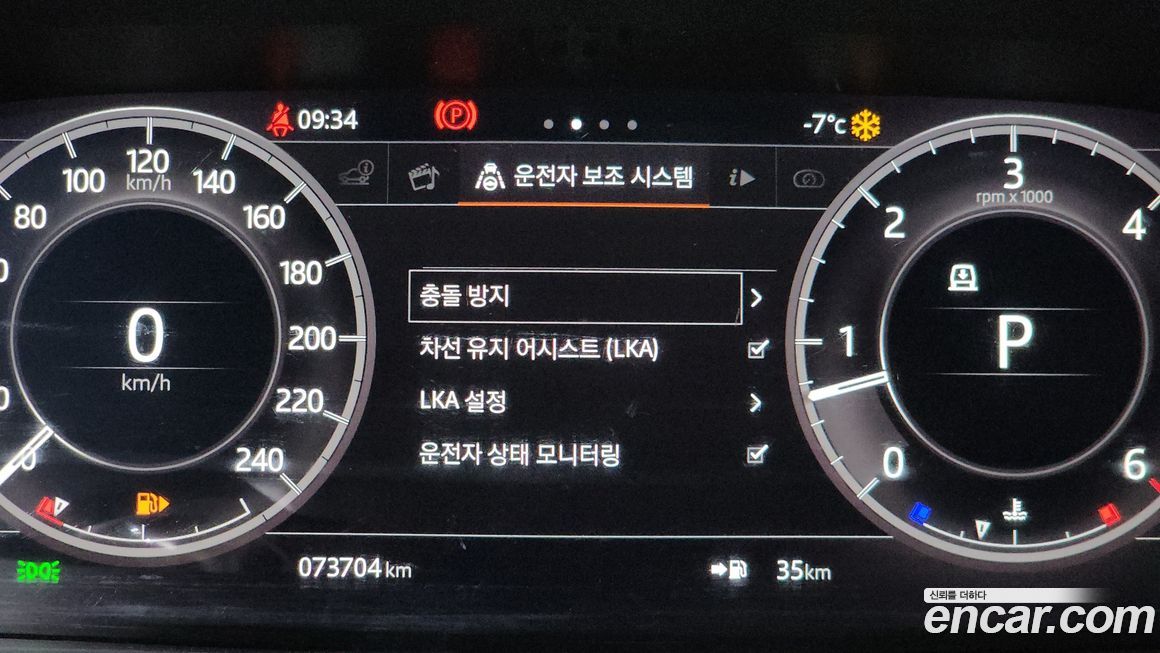 09:34
-7°c
운전자 보조 시스템
i
80
100
120
km/h
140
160
180
200
220
240
0
km/h
충돌 방지
차선 유지 어시스트 (LKA)
LKA 설정
운전자 상태 모니터링
3
rpm x 1000
2
4
1
0
6
P
073704 km
35km
신뢰를 더하다
encar.com